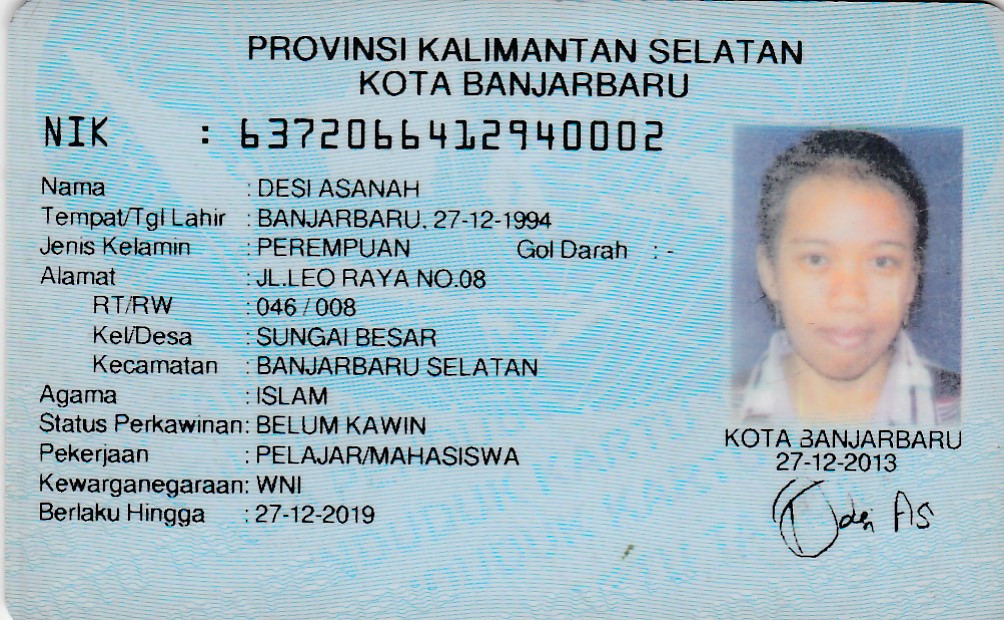 PROVINSI KALIMANTAN SELATAN
KOTA BANJARBARU
NIK : 6372066412940002
Nama : DESI ASANAH
Tempat/Tgl Lahir : BANJARBARU, 27-12-1994
Jenis Kelamin : PEREMPUAN Gol Darah : -
Alamat : JL.LEO RAYA NO.08
RT/RW : 046 / 008
Kel/Desa : SUNGAI BESAR
Kecamatan : BANJARBARU SELATAN
Agama : ISLAM
Status Perkawinan: BELUM KAWIN
Pekerjaan : PELAJAR/MAHASISWA
Kewarganegaraan: WNI
Berlaku Hingga : 27-12-2019
KOTA BANJARBARU
27-12-2013